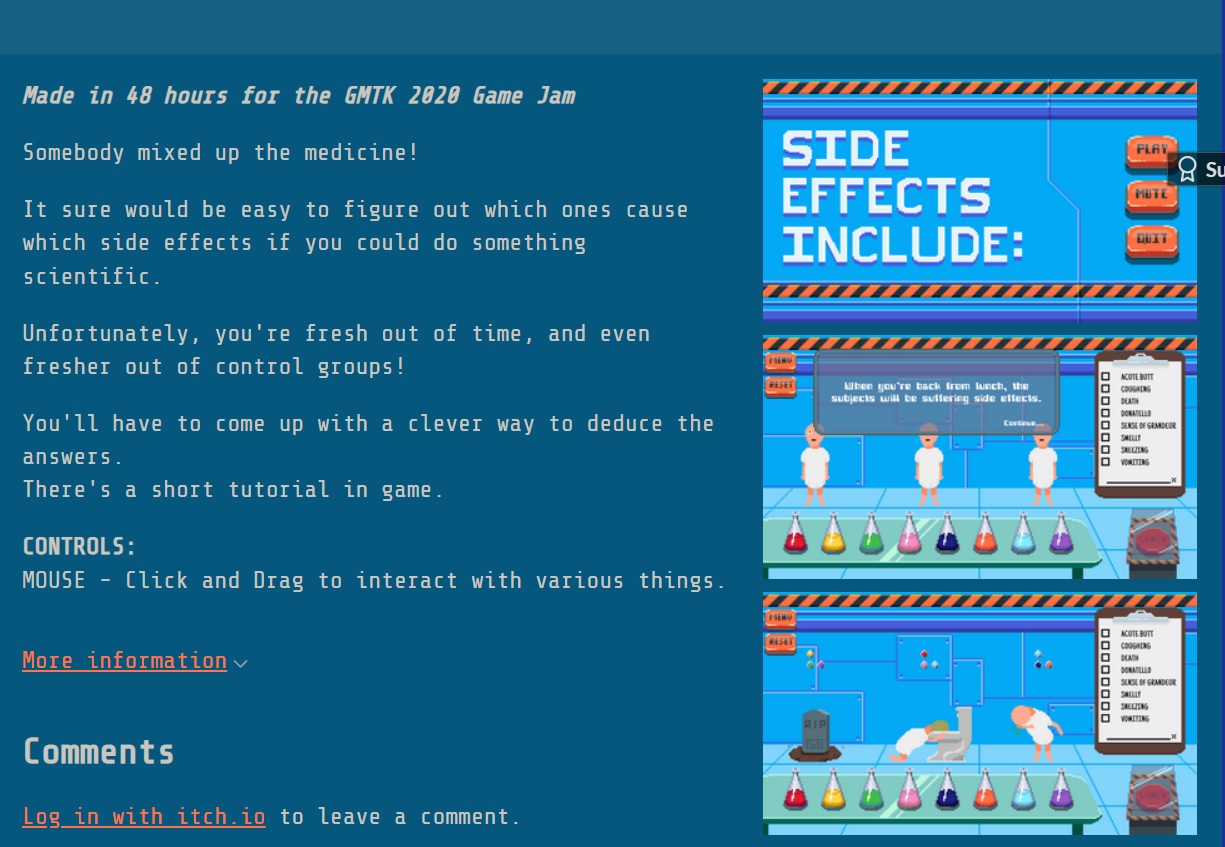 Made in 48 hours for the GMTK 2020 Game Jam
Somebody mixed up the medicine!
It sure would be easy to figure out which ones cause
which side effects if you could do something
scientific.
Unfortunately, you're fresh out of time, and even
fresher out of control groups!
You'll have to come up with a clever way to deduce the
answers.
There's a short tutorial in game.
CONTROLS:
MOUSE - Click and Drag to interact with various things.
More information
Comments
Log in with itch.io to leave a comment.
SIDE
EFFECTS
INCLUDE:
PLAY
MUTE
QUIT
Su
MENU
RESET
When you're back from lunch, the
subjects will be suffering side effects.
Continue...
ACUTE BUTT
COUGHING
DEATH
DONATELLO
SENSE OF GRANDEUR
SMELLY
SNEEZING
VOMITING
LUNCH
MENU
RESET
RIP
ACUTE BUTT
COUGHING
DEATH
DONATELLO
SENSE OF GRANDEUR
SMELLY
SNEEZING
VOMITING
LUNCH